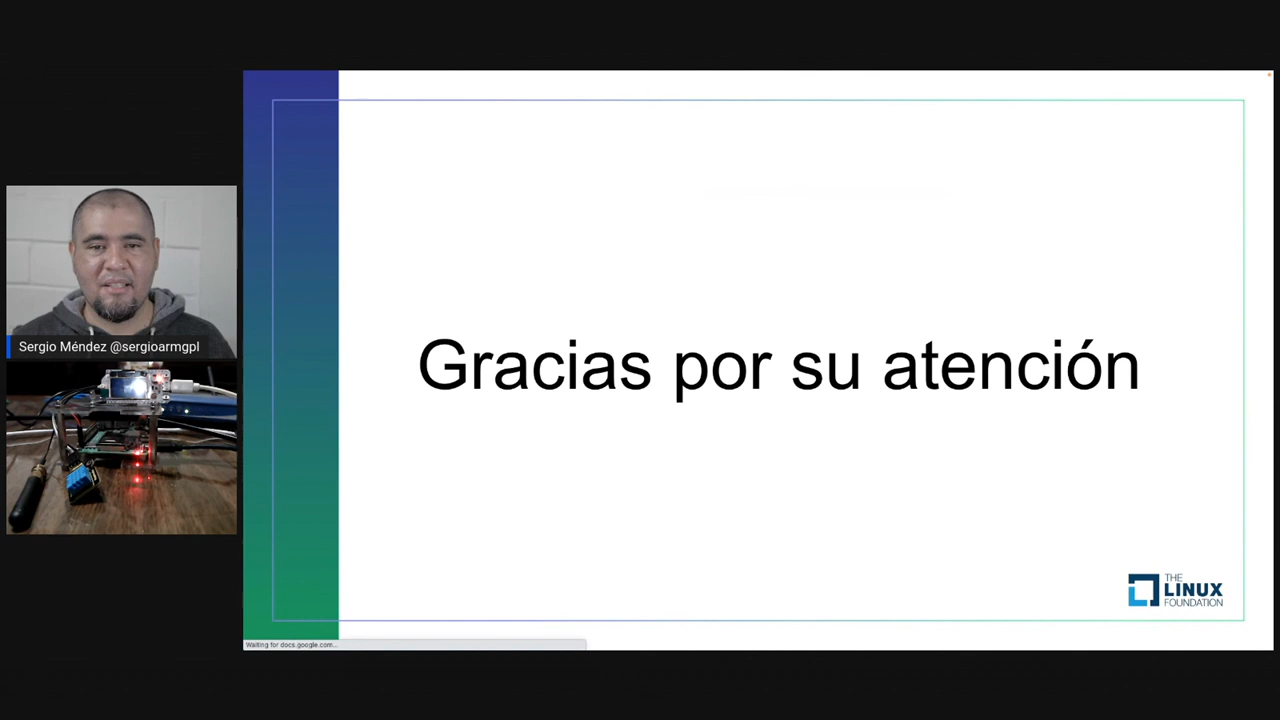 Sergio Méndez @sergioarmgpl
Gracias por su atención
THE
LINUX
FOUNDATION
Waiting for docs.google.com...